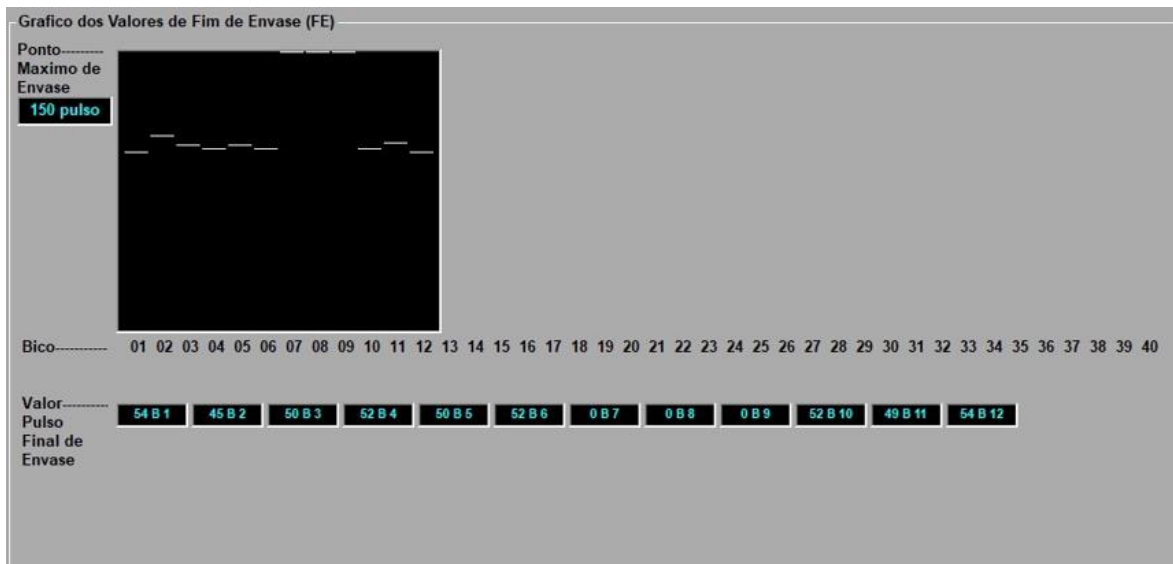 Grafico dos Valores de Fim de Envase (FE)
Ponto---------
Maximo de
Envase
150 pulso
Bico----------- 01 02 03 04 05 06 07 08 09 10 11 12 13 14 15 16 17 18 19 20 21 22 23 24 25 26 27 28 29 30 31 32 33 34 35 36 37 38 39 40
Valor---------- 54 B 1 45 B 2 50 B 3 52 B 4 50 B 5 52 B 6 0 B 7 0 B 8 0 B 9 52 B 10 49 B 11 54 B 12
Pulso
Final de
Envase